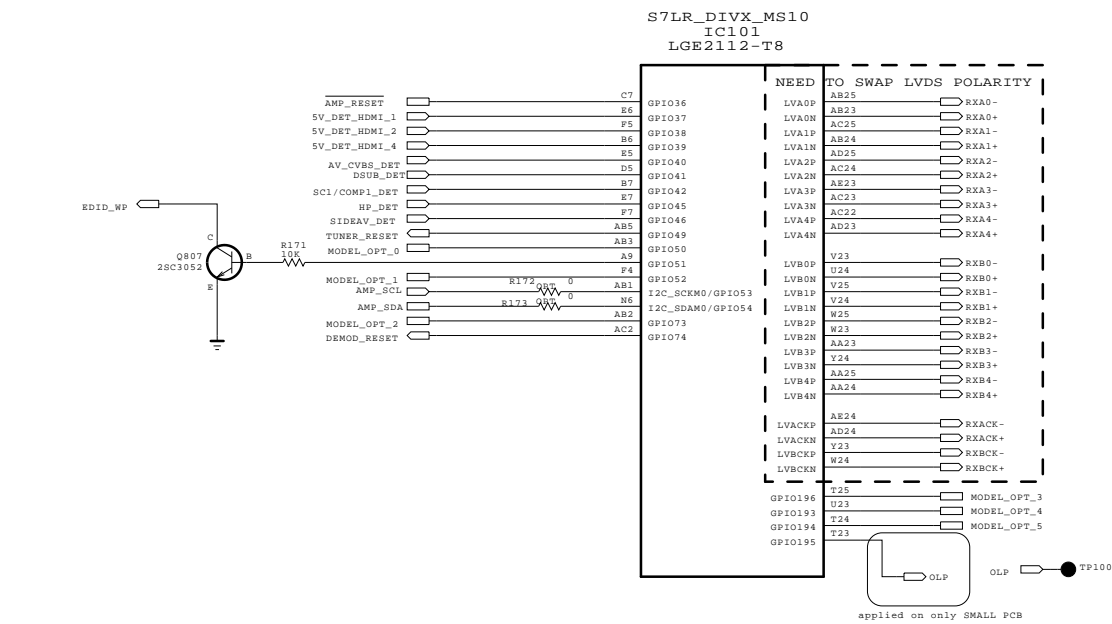 S7LR_DIVX_MS10
IC101
LGE2112-T8
NEED TO SWAP LVDS POLARITY
AMP_RESET C7 GPIO36 LVA0P AB25 RXA0-
5V_DET_HDMI_1 E6 GPIO37 LVA0N AB23 RXA0+
5V_DET_HDMI_2 F5 GPIO38 LVA1P AC25 RXA1-
5V_DET_HDMI_4 B6 GPIO39 LVA1N AB24 RXA1+
AV_CVBS_DET E5 GPIO40 LVA2P AD25 RXA2-
DSUB_DET D5 GPIO41 LVA2N AC24 RXA2+
SC1/COMP1_DET B7 GPIO42 LVA3P AE23 RXA3-
HP_DET E7 GPIO45 LVA3N AC23 RXA3+
SIDEAV_DET F7 GPIO46 LVA4P AC22 RXA4-
TUNER_RESET AB5 GPIO49 LVA4N AD23 RXA4+
MODEL_OPT_0 AB3 GPIO50
EDID_WP
C
Q807
2SC3052
B
E
R171
10K
A9 GPIO51 LVB0P V23 RXB0-
MODEL_OPT_1 F4 GPIO52 LVB0N U24 RXB0+
AMP_SCL R172 OPT 0 AB1 I2C_SCKM0/GPIO53 LVB1P V25 RXB1-
AMP_SDA R173 OPT 0 N6 I2C_SDAM0/GPIO54 LVB1N V24 RXB1+
MODEL_OPT_2 AB2 GPIO73 LVB2P W25 RXB2-
DEMOD_RESET AC2 GPIO74 LVB2N W23 RXB2+
LVB3P AA23 RXB3-
LVB3N Y24 RXB3+
LVB4P AA25 RXB4-
LVB4N AA24 RXB4+
LVACKP AE24 RXACK-
LVACKN AD24 RXACK+
LVBCKP Y23 RXBCK-
LVBCKN W24 RXBCK+
GPIO196 T25 MODEL_OPT_3
GPIO193 U23 MODEL_OPT_4
GPIO194 T24 MODEL_OPT_5
GPIO195 T23
OLP
OLP TP100
applied on only SMALL PCB